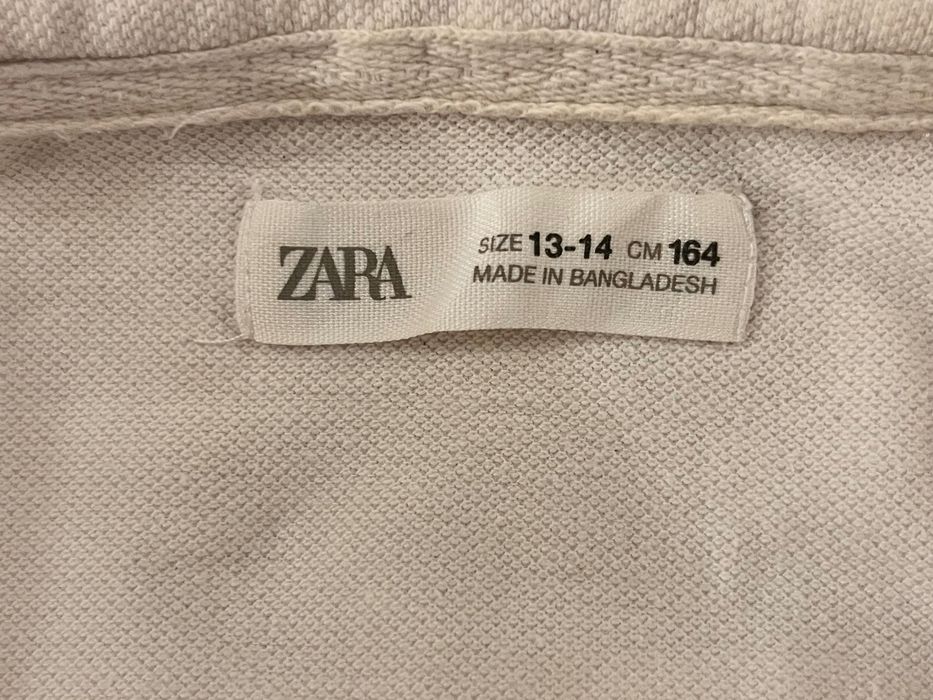 ZARA
SIZE 13-14 CM 164
MADE IN BANGLADESH